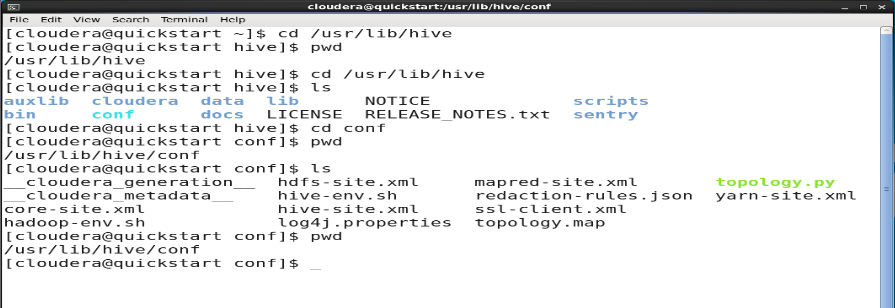 cloudera@quickstart:/usr/lib/hive/conf
File Edit View Search Terminal Help
[cloudera@quickstart ~]$ cd /usr/lib/hive
[cloudera@quickstart hive]$ pwd
/usr/lib/hive
[cloudera@quickstart hive]$ cd /usr/lib/hive
[cloudera@quickstart hive]$ ls
auxlib cloudera data lib NOTICE scripts
bin conf docs LICENSE RELEASE_NOTES.txt sentry
[cloudera@quickstart hive]$ cd conf
[cloudera@quickstart conf]$ pwd
/usr/lib/hive/conf
[cloudera@quickstart conf]$ ls
__cloudera_generation__ hdfs-site.xml mapred-site.xml topology.py
__cloudera_metadata__ hive-env.sh redaction-rules.json yarn-site.xml
core-site.xml hive-site.xml ssl-client.xml
hadoop-env.sh log4j.properties topology.map
[cloudera@quickstart conf]$ pwd
/usr/lib/hive/conf
[cloudera@quickstart conf]$ _